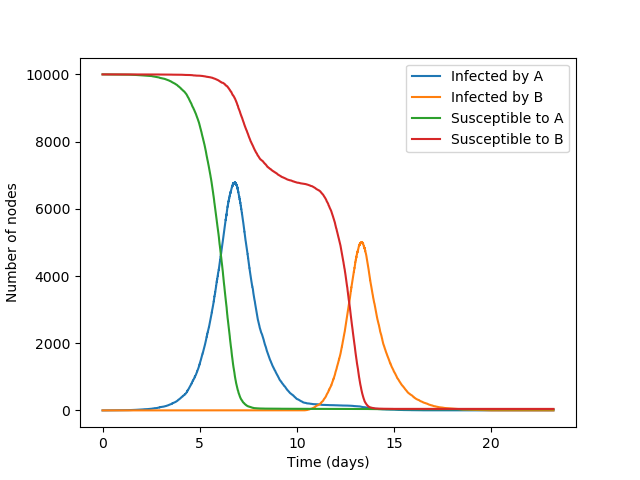 Infected by A
Infected by B
Susceptible to A
Susceptible to B
10000
8000
6000
4000
2000
0
Number of nodes
0 5 10 15 20
Time (days)